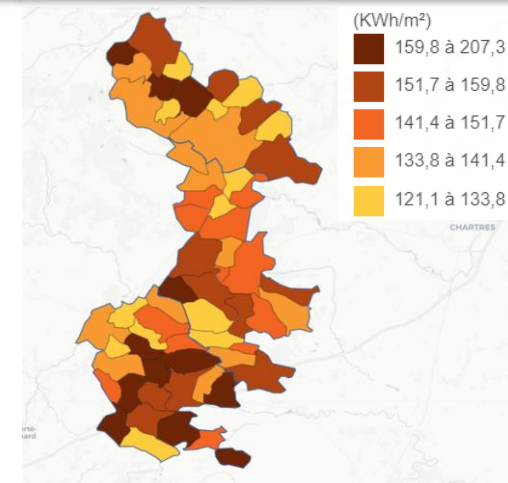 (KWh/m²)
159,8 à 207,3
151,7 à 159,8
141,4 à 151,7
133,8 à 141,4
121,1 à 133,8
CHARTRES